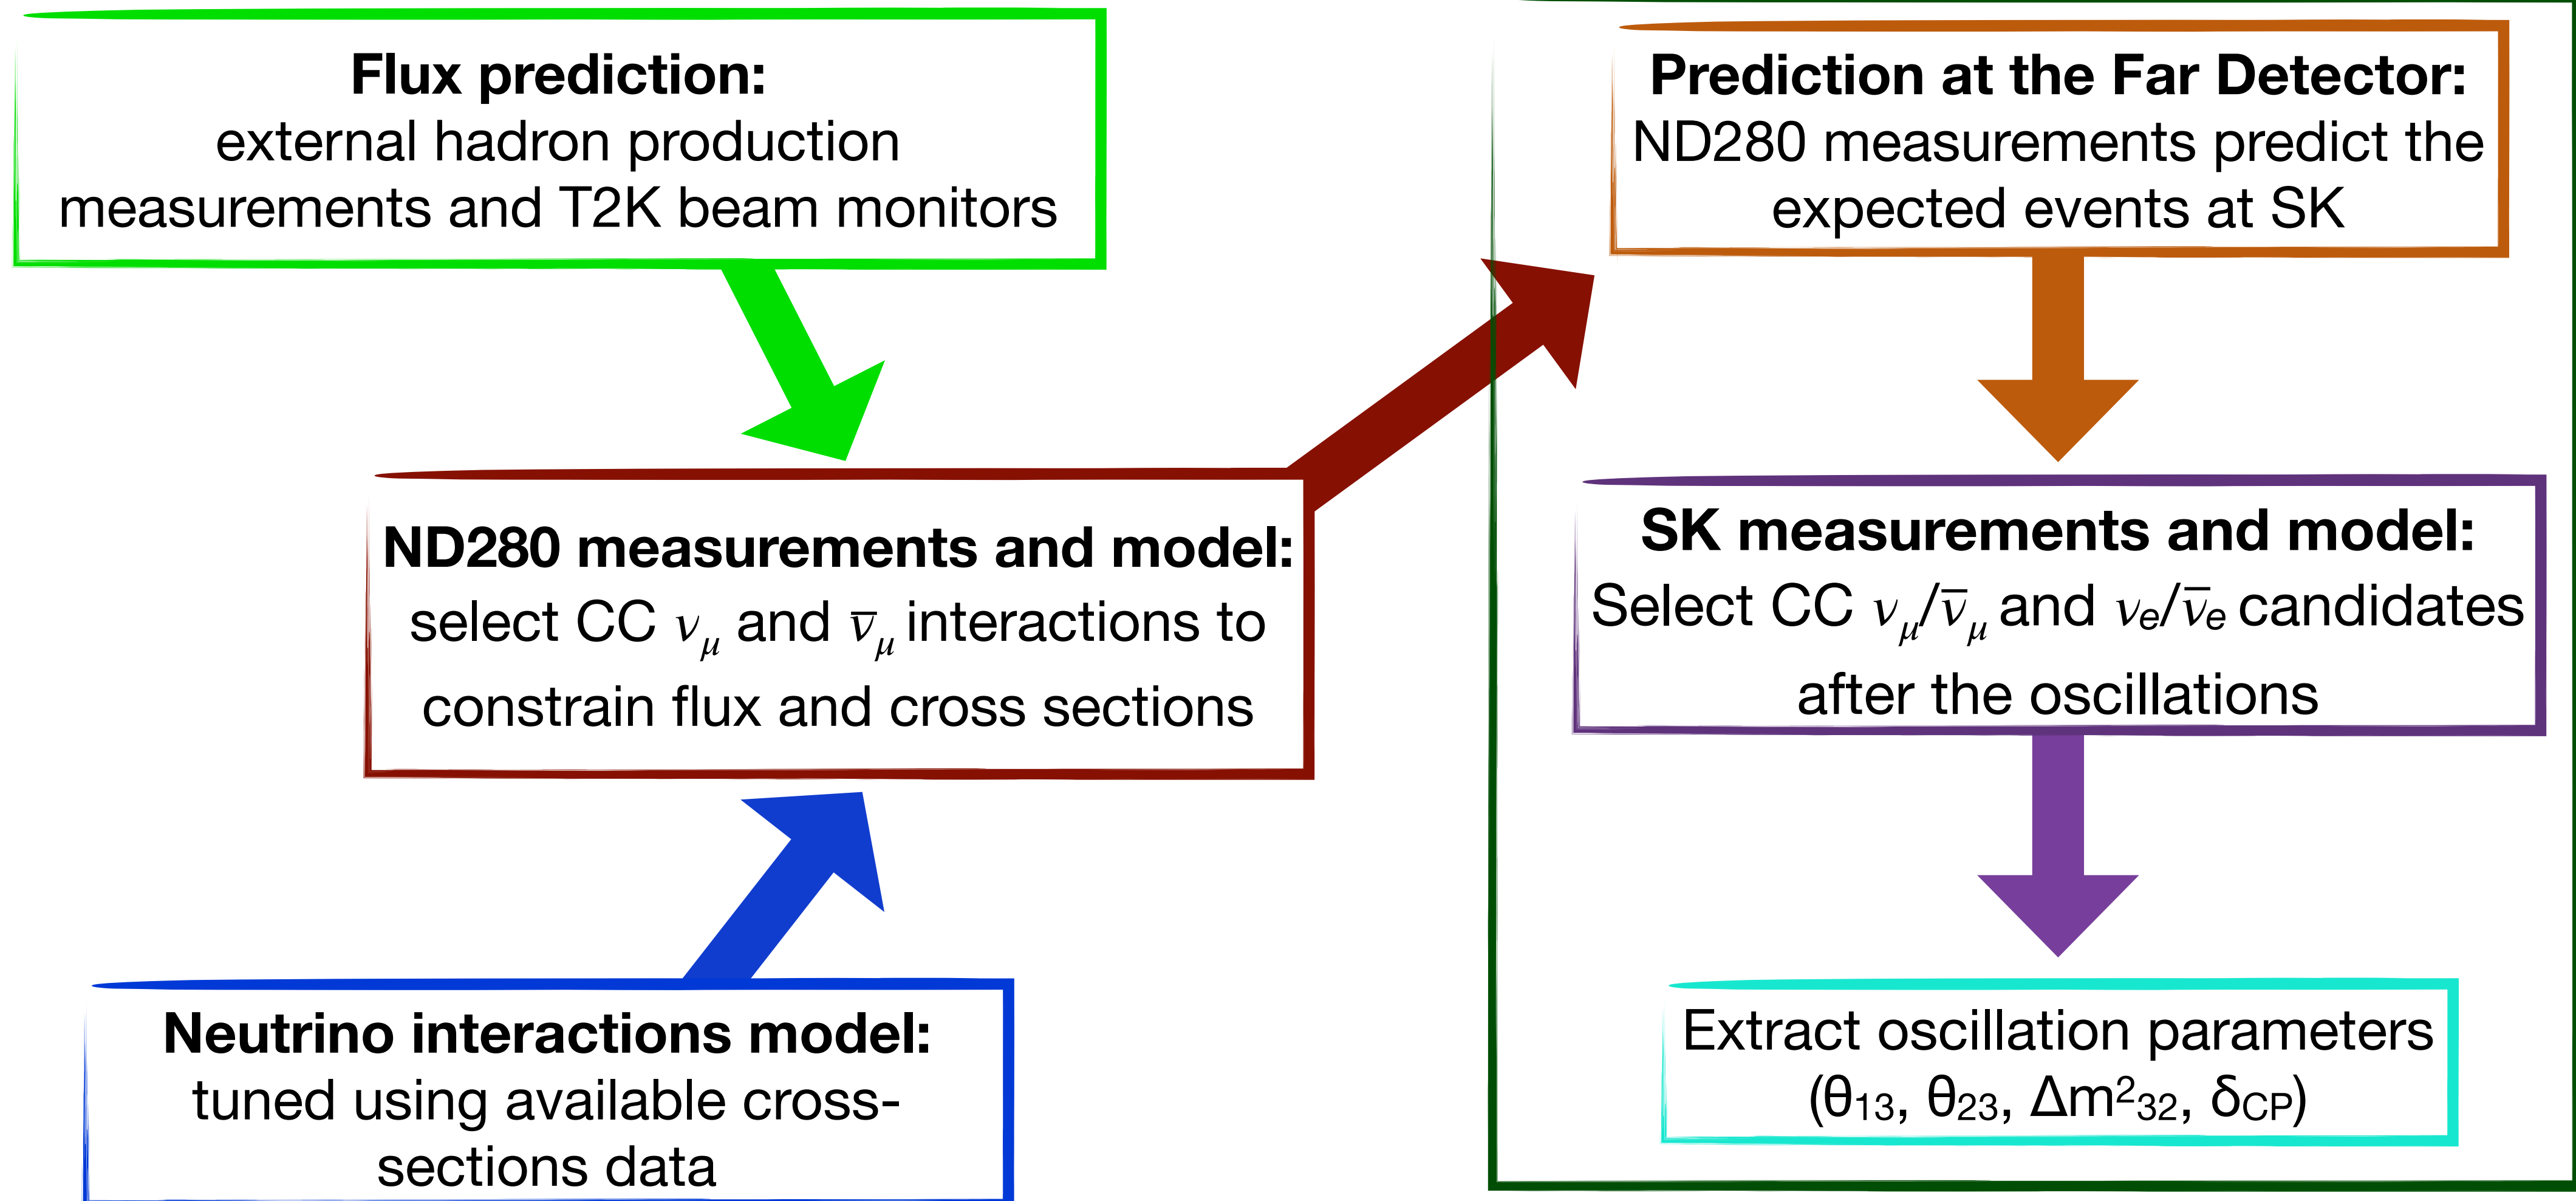 Flux prediction:
external hadron production
measurements and T2K beam monitors
ND280 measurements and model:
select CC νμ and ν̅μ interactions to
constrain flux and cross sections
Neutrino interactions model:
tuned using available cross-
sections data
Prediction at the Far Detector:
ND280 measurements predict the
expected events at SK
SK measurements and model:
Select CC νμ/ν̅μ and νe/ν̅e candidates
after the oscillations
Extract oscillation parameters
(θ13, θ23, Δm²32, δCP)